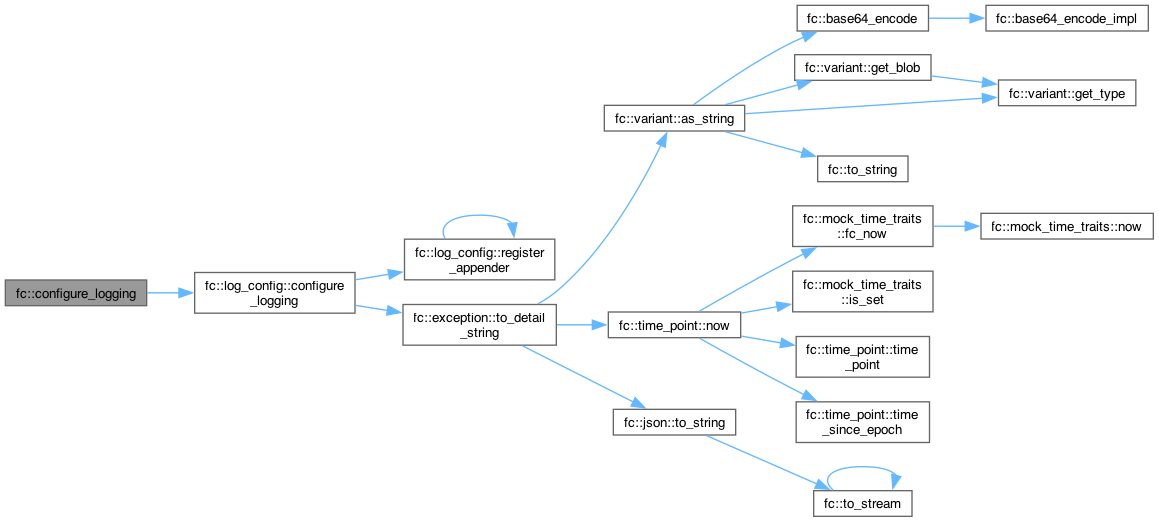 fc::configure_logging
fc::log_config::configure
_logging
fc::log_config::register
_appender
fc::exception::to_detail
_string
fc::variant::as_string
fc::base64_encode
fc::base64_encode_impl
fc::variant::get_blob
fc::variant::get_type
fc::to_string
fc::time_point::now
fc::mock_time_traits
::fc_now
fc::mock_time_traits::now
fc::mock_time_traits
::is_set
fc::time_point::time
_point
fc::time_point::time
_since_epoch
fc::json::to_string
fc::to_stream